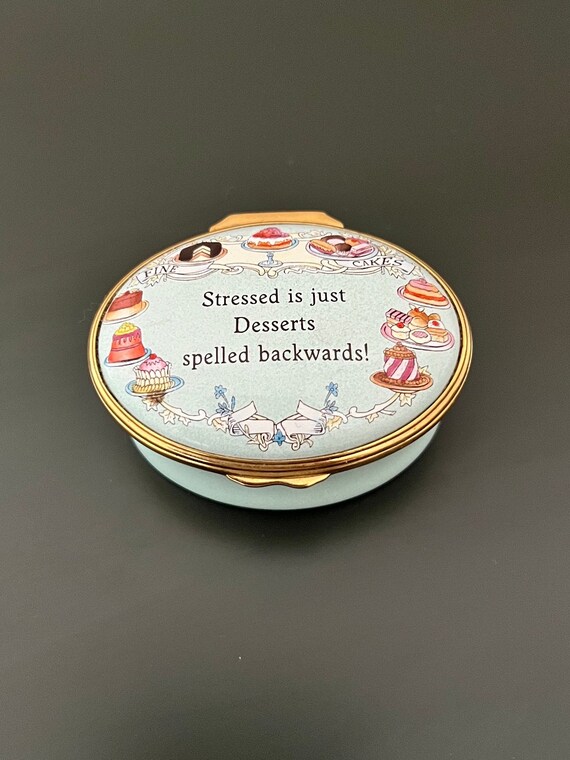 FINE CAKES
Stressed is just
Desserts
spelled backwards!